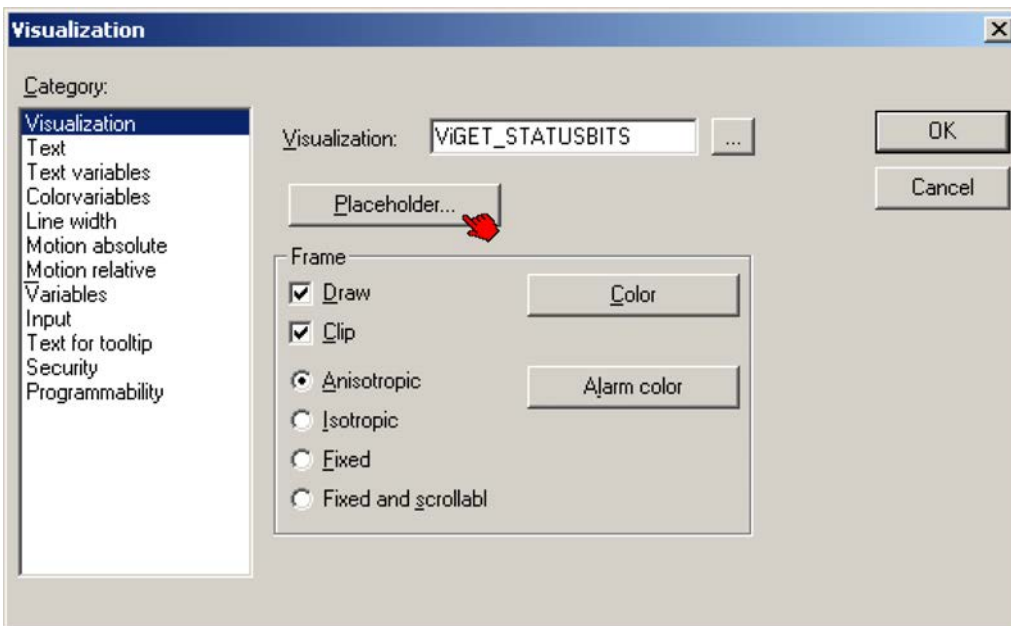 Visualization
Category:
Visualization
Text
Text variables
Colorvariables
Line width
Motion absolute
Motion relative
Variables
Input
Text for tooltip
Security
Programmability
Visualization: ViGET_STATUSBITS ...
Placeholder...
Frame
Draw
Clip
Anisotropic
Isotropic
Fixed
Fixed and scrollabl
Color
Alarm color
OK
Cancel